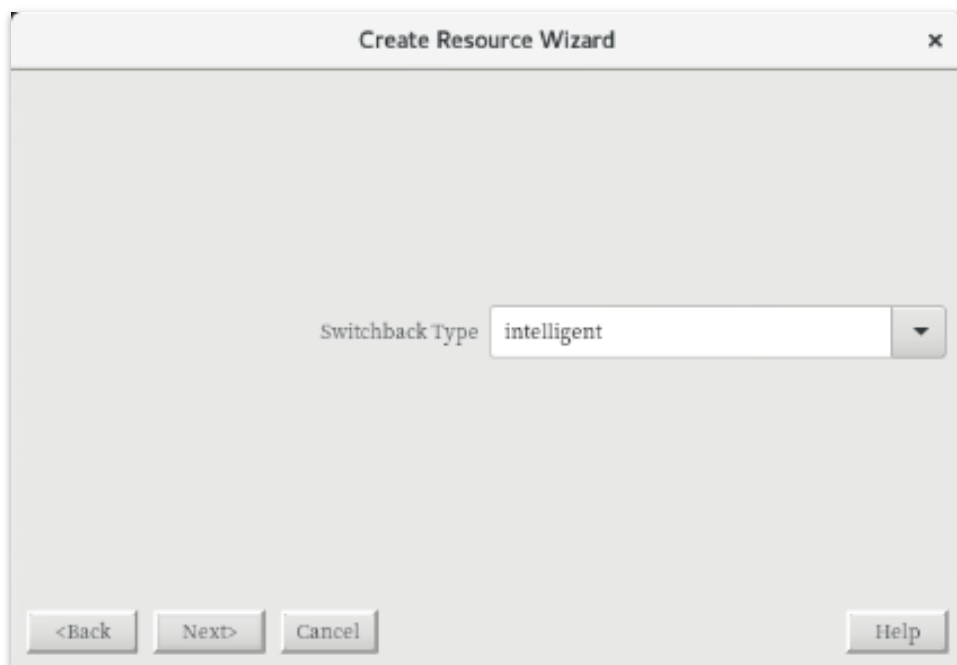 Create Resource Wizard ×
Switchback Type intelligent
<Back Next> Cancel Help